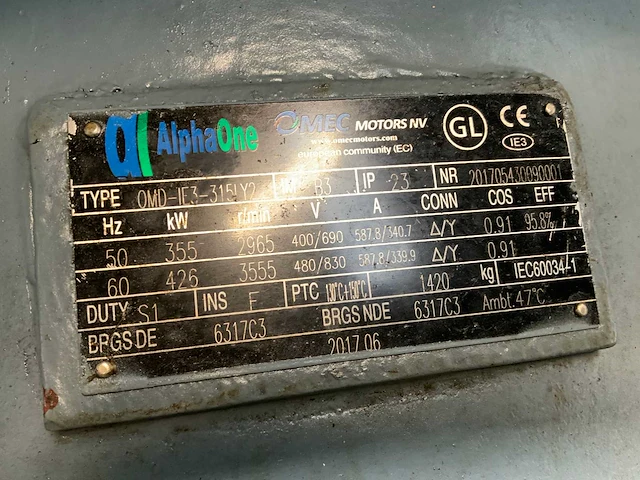 AlphaOne OMEC MOTORS NV GL CE
www.omecmotors.com IE3
community (EC)
TYPE OMD-IE3-315LY2 B3 IP 23 NR 201705430090001
Hz kW r/min V A CONN COS EFF
50 355 2965 400/690 587.8/340.7 Δ/Y 0.91 95.8%
60 426 3555 480/830 587.8/339.9 Δ/Y 0.91
DUTY S1 INS F PTC 130°C+150°C 1420 kg IEC60034-1
BRGS DE 6317C3 BRGS NDE 6317C3 Ambt.47°C
2017.06